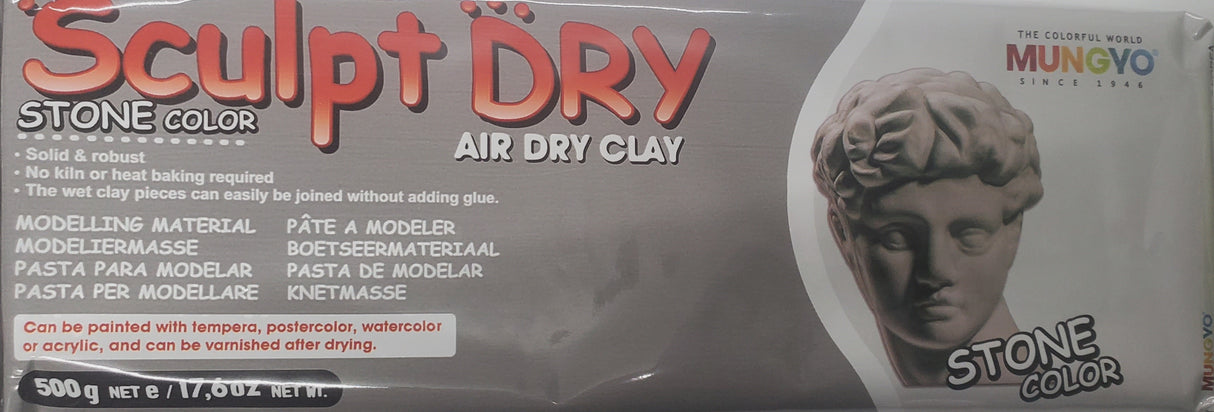 Sculpt DRY
STONE COLOR
AIR DRY CLAY
• Solid & robust
• No kiln or heat baking required
• The wet clay pieces can easily be joined without adding glue.
MODELLING MATERIAL
MODELIERMASSE
PASTA PARA MODELAR
PASTA PER MODELLARE
PÂTE A MODELER
BOETSEERMATERIAAL
PASTA DE MODELAR
KNETMASSE
Can be painted with tempera, postercolor, watercolor
or acrylic, and can be varnished after drying.
500g NET e / 17,6oz NET WT.
THE COLORFUL WORLD
MUNGYO®
SINCE 1946
STONE
COLOR
MUNGYO